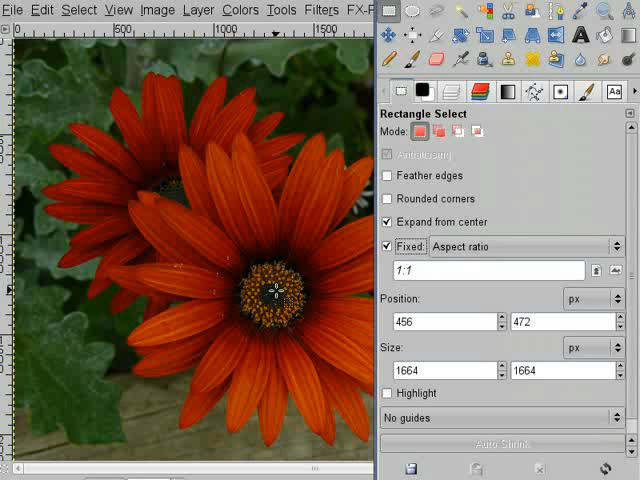 File Edit Select View Image Layer Colors Tools Filters FX-F
0 500 1000 1500
Aa
Rectangle Select
Mode:
Antialiasing
Feather edges
Rounded corners
Expand from center
Fixed: Aspect ratio
1:1
Position: px
456 472
Size: px
1664 1664
Highlight
No guides
Auto Shrink